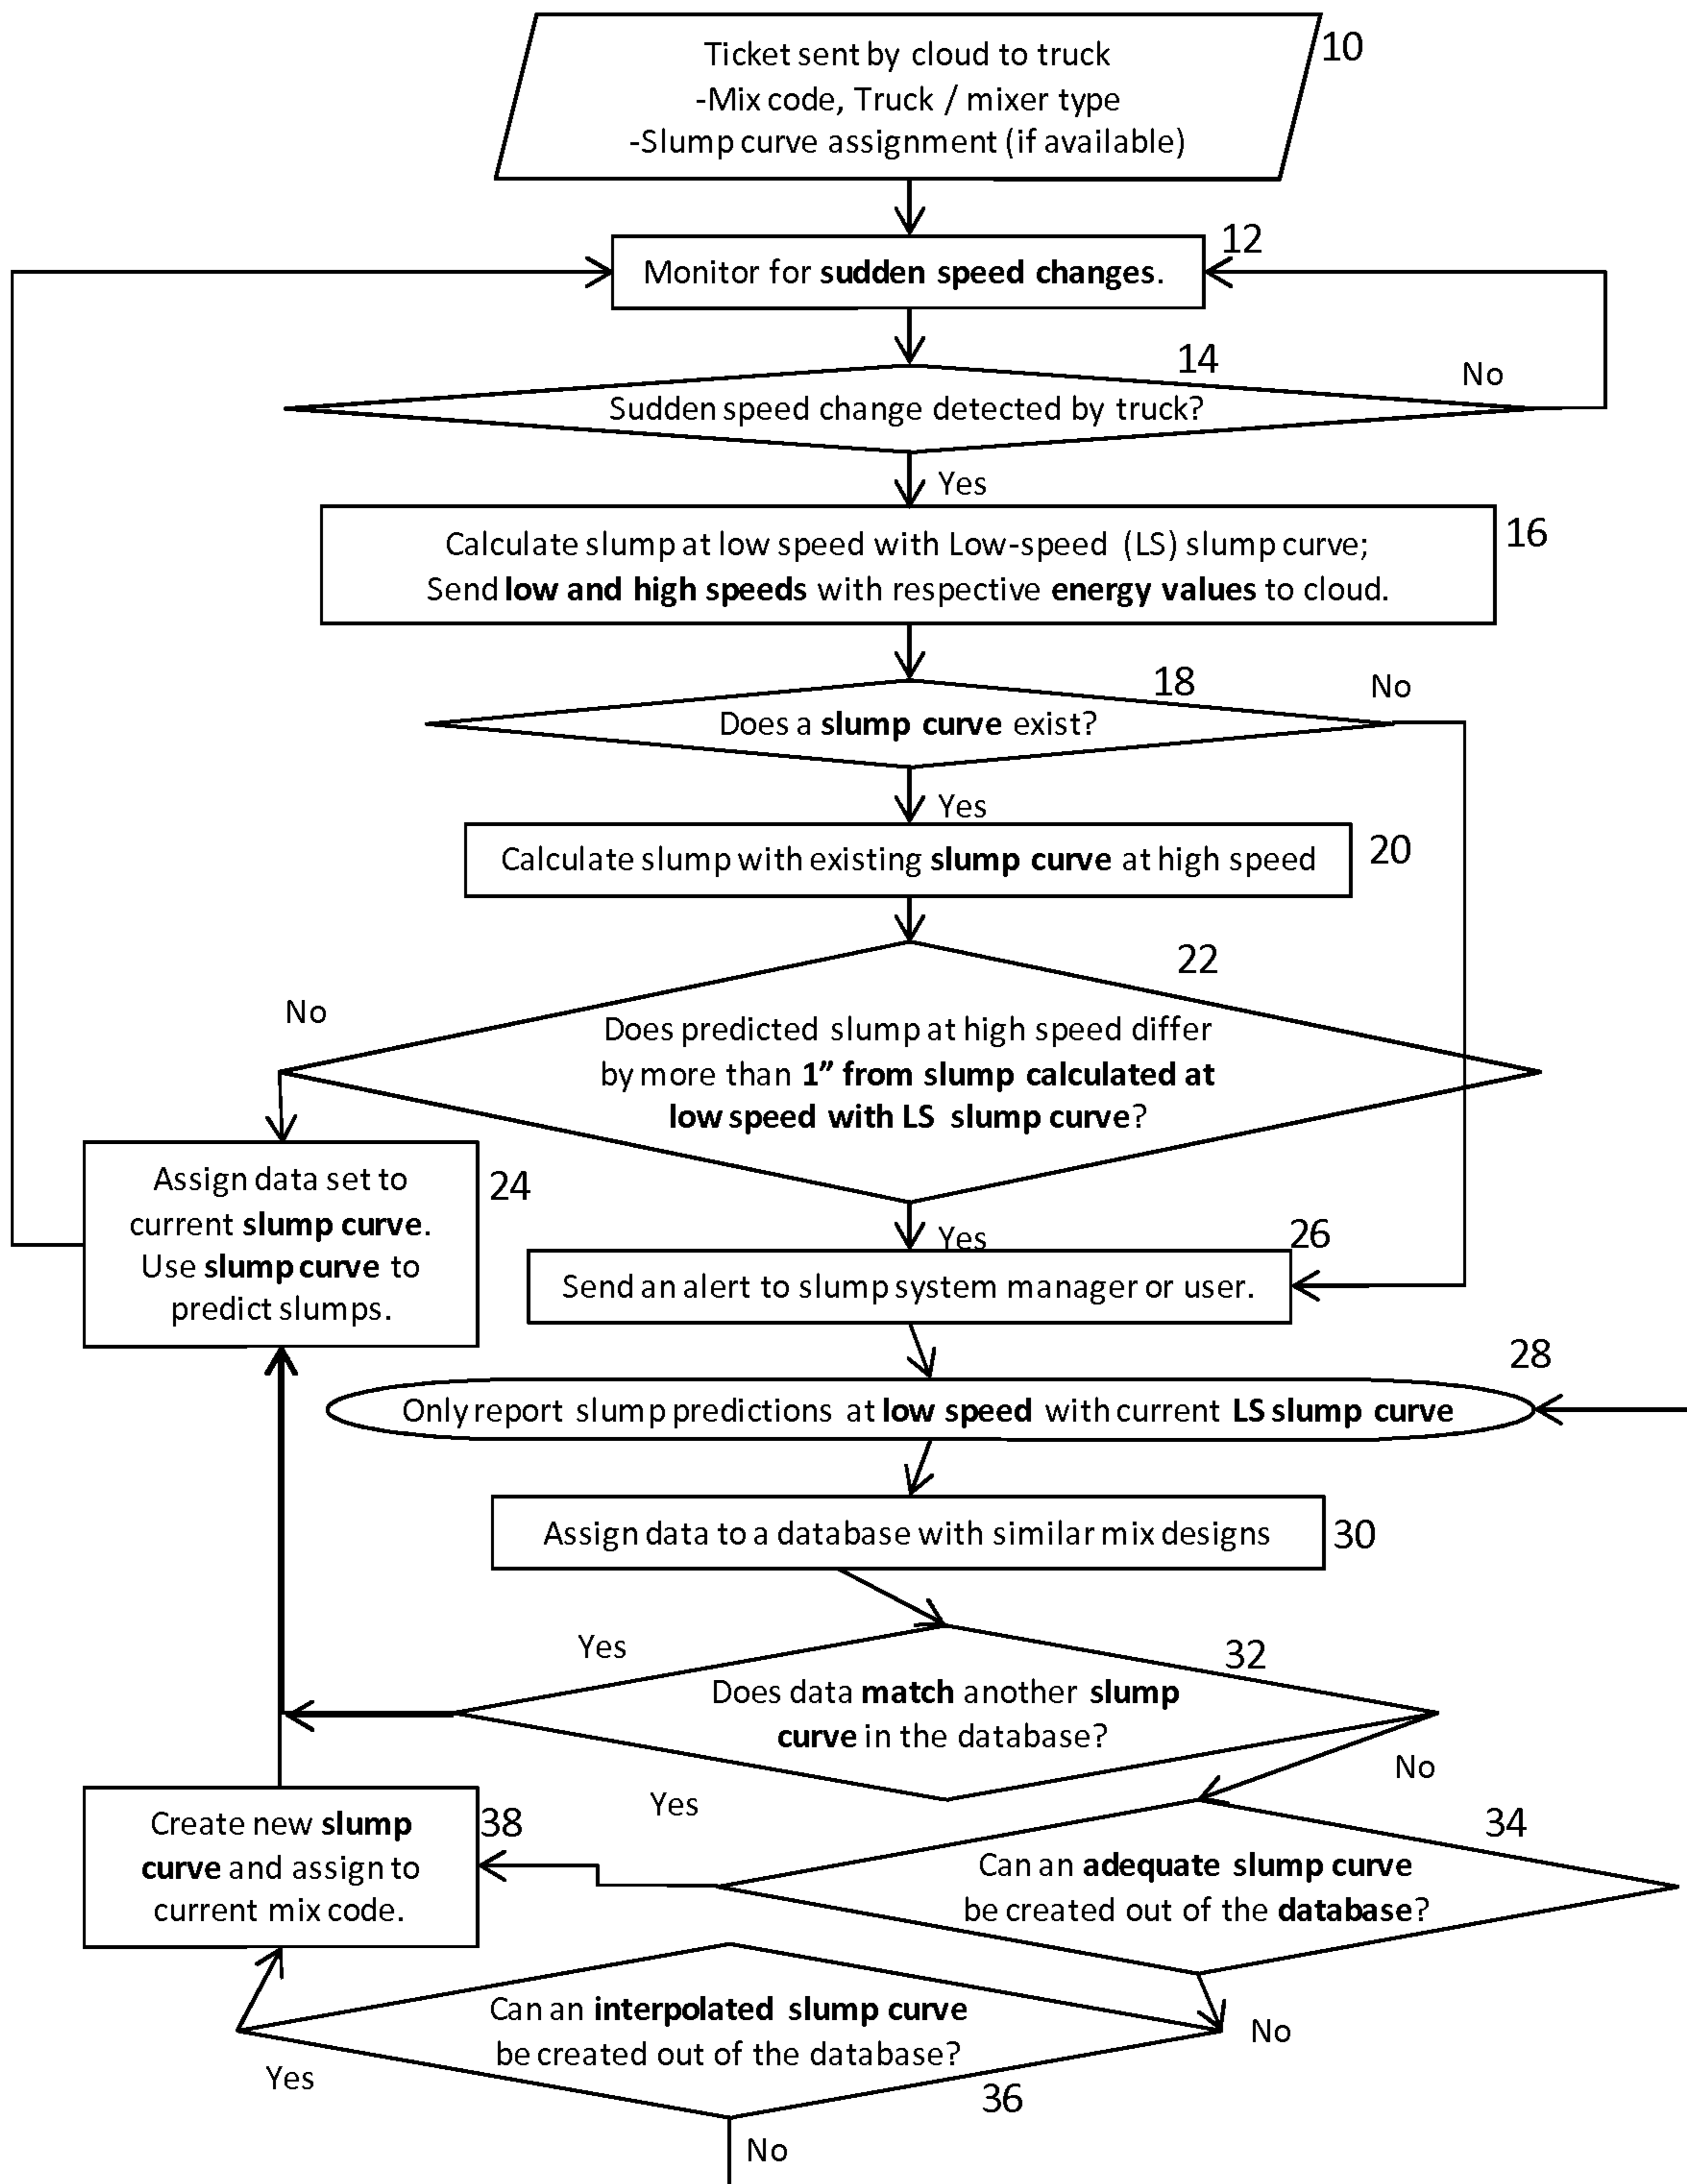 Ticket sent by cloud to truck
-Mix code, Truck / mixer type
-Slump curve assignment (if available)
10
12
Monitor for sudden speed changes.
14
No
Sudden speed change detected by truck?
Yes
16
Calculate slump at low speed with Low-speed (LS) slump curve;
Send low and high speeds with respective energy values to cloud.
18
No
Does a slump curve exist?
Yes
Calculate slump with existing slump curve at high speed
20
22
No
Does predicted slump at high speed differ
by more than 1” from slump calculated at
low speed with LS slump curve?
Assign data set to
current slump curve.
Use slump curve to
predict slumps.
24
Yes
26
Send an alert to slump system manager or user.
28
Only report slump predictions at low speed with current LS slump curve
Assign data to a database with similar mix designs
30
Yes
32
Does data match another slump
curve in the database?
No
Yes
34
Create new slump
curve and assign to
current mix code.
38
Can an adequate slump curve
be created out of the database?
Can an interpolated slump curve
be created out of the database?
No
Yes
36
No